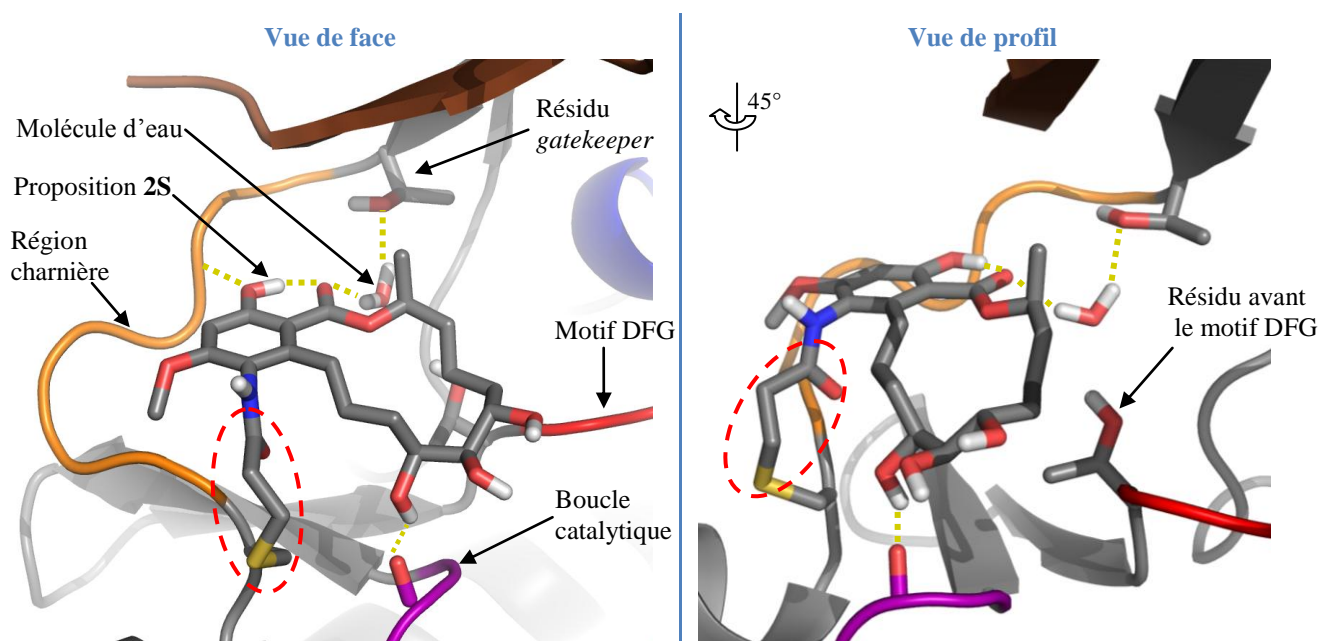 Vue de face
Molécule d'eau
Proposition 2S
Région
charnière
Résidu
gatekeeper
Motif DFG
Boucle
catalytique
Vue de profil
45°
Résidu avant
le motif DFG